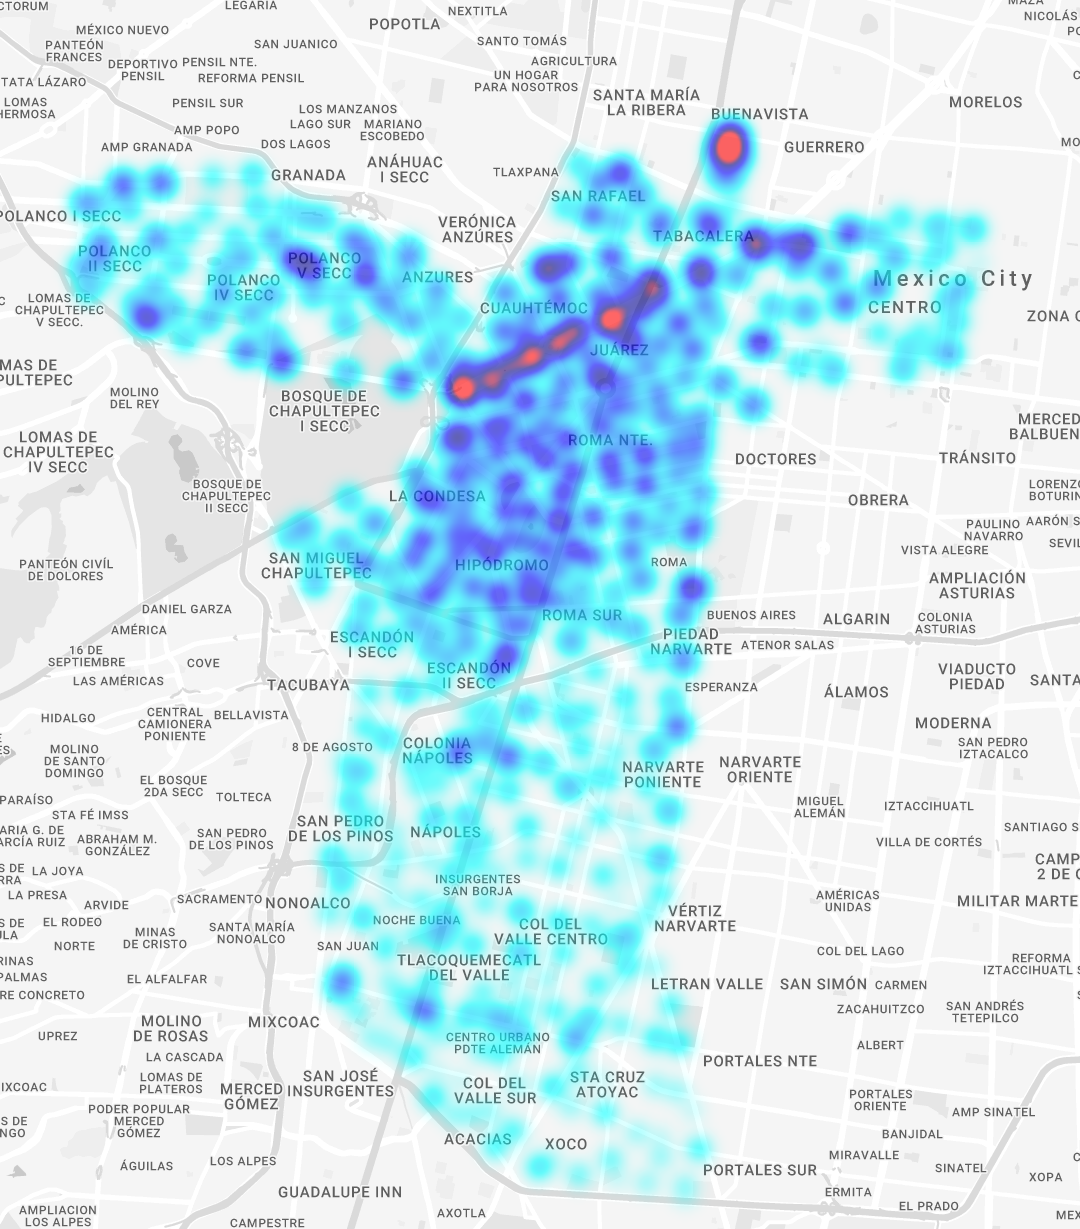 CTORUM
LEGARIA
NEXTITLA
MAZA
MÉXICO NUEVO
POPOTLA
NICOLÁS
PANTEÓN
FRANCES
SAN JUANICO
SANTO TOMÁS
DEPORTIVO
PENSIL
PENSIL NTE.
REFORMA PENSIL
AGRICULTURA
TATA LÁZARO
UN HOGAR
PARA NOSOTROS
LOMAS
HERMOSA
PENSIL SUR
LOS MANZANOS
SANTA MARÍA
LA RIBERA
MORELOS
BUENAVISTA
AMP POPO
LAGO SUR
MARIANO
ESCOBEDO
AMP GRANADA
DOS LAGOS
GUERRERO
ANÁHUAC
I SECC
GRANADA
TLAXPANA
SAN RAFAEL
POLANCO I SECC
VERÓNICA
ANZÚRES
TABACALERA
POLANCO
II SECC
POLANCO
V SECC
POLANCO
IV SECC
ANZURES
Mexico City
LOMAS DE
CHAPULTEPEC
V SECC.
CUAUHTÉMOC
CENTRO
ZONA C
JUÁREZ
MAS DE
PULTEPEC
MOLINO
DEL REY
BOSQUE DE
CHAPULTEPEC
I SECC
MERCED
BALBUEN
LOMAS DE
CHAPULTEPEC
IV SECC
ROMA NTE.
DOCTORES
TRÁNSITO
BOSQUE DE
CHAPULTEPEC
II SECC
LA CONDESA
OBRERA
LORENZO
BOTURIN
PAULINO
NAVARRO
AARÓN S
VISTA ALEGRE
SEVIL
PANTEÓN CIVÍL
DE DOLORES
SAN MIGUEL
CHAPULTEPEC
HIPÓDROMO
ROMA
AMPLIACIÓN
ASTURIAS
DANIEL GARZA
ROMA SUR
BUENOS AIRES
ALGARIN
COLONIA
ASTURIAS
AMÉRICA
ESCANDÓN
I SECC
PIEDAD
NARVARTE
ATENOR SALAS
16 DE
SEPTIEMBRE
COVE
ESCANDÓN
II SECC
VIADUCTO
PIEDAD
SANTA
LAS AMÉRICAS
TACUBAYA
ESPERANZA
ÁLAMOS
HIDALGO
CENTRAL
CAMIONERA
PONIENTE
BELLAVISTA
MODERNA
MOLINO
DE SANTO
DOMINGO
8 DE AGOSTO
COLONIA
NÁPOLES
SAN PEDRO
IZTACALCO
NARVARTE
PONIENTE
NARVARTE
ORIENTE
EL BOSQUE
2DA SECC
TOLTECA
PARAÍSO
MIGUEL
ALEMÁN
IZTACCIHUATL
STA FÉ IMSS
SAN PEDRO
DE LOS PINOS
SAN PEDRO
DE LOS PINOS
NÁPOLES
SANTIAGO S
ARIA G. DE
ARCÍA RUIZ
ABRAHAM M.
GONZÁLEZ
VILLA DE CORTÉS
S DE
RRA
LA JOYA
INSURGENTES
SAN BORJA
CAMP
2 DE O
LA PRESA
ARVIDE
SACRAMENTO
NONOALCO
AMÉRICAS
UNIDAS
MILITAR MARTE
EL RODEO
NOCHE BUENA
COL DEL
VALLE CENTRO
VÉRTIZ
NARVARTE
MINAS
DE CRISTO
SANTA MARÍA
NONOALCO
NORTE
SAN JUAN
COL DEL LAGO
TLACOQUEMECATL
DEL VALLE
REFORMA
IZTACCIHUATL S
PALMAS
EL ALFALFAR
LETRAN VALLE
SAN SIMÓN
CARMEN
RE CONCRETO
ZACAHUITZCO
SAN ANDRÉS
TETEPILCO
MOLINO
DE ROSAS
MIXCOAC
UPREZ
CENTRO URBANO
PDTE ALEMÁN
ALBERT
LA CASCADA
PORTALES NTE
IXCOAC
LOMAS DE
PLATEROS
MERCED
GÓMEZ
SAN JOSÉ
INSURGENTES
COL DEL
VALLE SUR
STA CRUZ
ATOYAC
PORTALES
ORIENTE
PODER POPULAR
MERCED
GÓMEZ
AMP SINATEL
ACACIAS
XOCO
BANJIDAL
ÁGUILAS
LOS ALPES
MIRAVALLE
PORTALES SUR
SINATEL
XOPA
GUADALUPE INN
ERMITA
EL PRADO
AMPLIACION
LOS ALPES
CAMPESTRE
AXOTLA
MEX